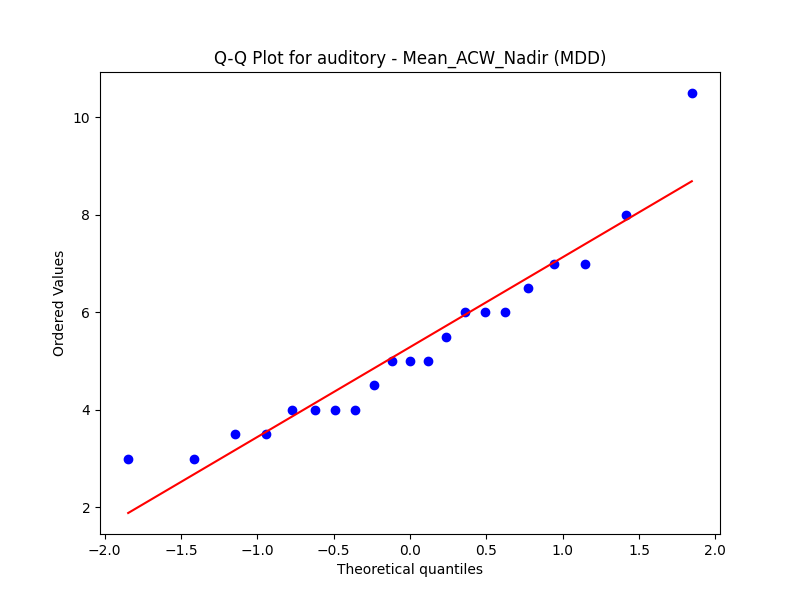 Q-Q Plot for auditory - Mean_ACW_Nadir (MDD)
Ordered Values
10
8
6
4
2
−2.0 −1.5 −1.0 −0.5 0.0 0.5 1.0 1.5 2.0
Theoretical quantiles